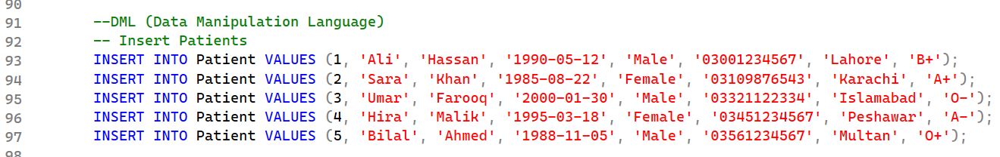 90
91 --DML (Data Manipulation Language)
92 -- Insert Patients
93 INSERT INTO Patient VALUES (1, 'Ali', 'Hassan', '1990-05-12', 'Male', '03001234567', 'Lahore', 'B+');
94 INSERT INTO Patient VALUES (2, 'Sara', 'Khan', '1985-08-22', 'Female', '03109876543', 'Karachi', 'A+');
95 INSERT INTO Patient VALUES (3, 'Umar', 'Farooq', '2000-01-30', 'Male', '03321122334', 'Islamabad', 'O-');
96 INSERT INTO Patient VALUES (4, 'Hira', 'Malik', '1995-03-18', 'Female', '03451234567', 'Peshawar', 'A-');
97 INSERT INTO Patient VALUES (5, 'Bilal', 'Ahmed', '1988-11-05', 'Male', '03561234567', 'Multan', 'O+');
98